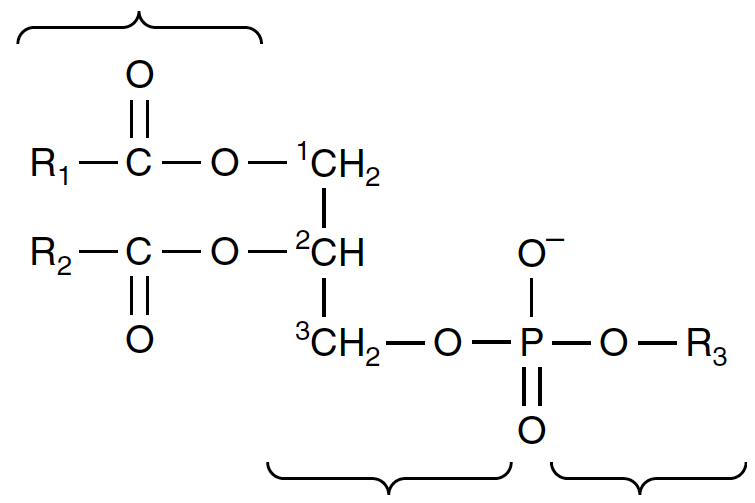 O
R₁ C O ¹CH₂
R₂ C O ²CH O⁻
O ³CH₂ O P O R₃
O